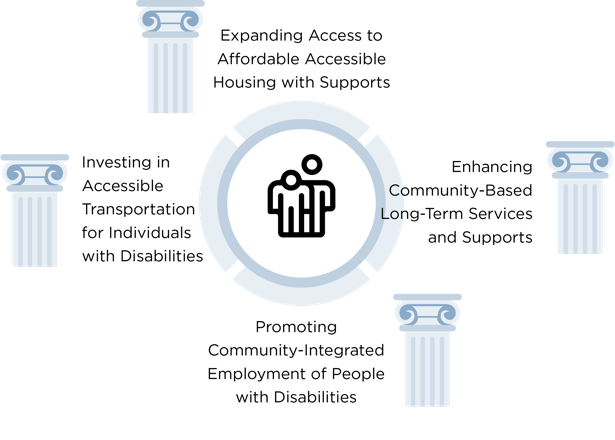 Expanding Access to
Affordable Accessible
Housing with Supports
Investing in
Accessible
Transportation
for Individuals
with Disabilities
Enhancing
Community-Based
Long-Term Services
and Supports
Promoting
Community-Integrated
Employment of People
with Disabilities